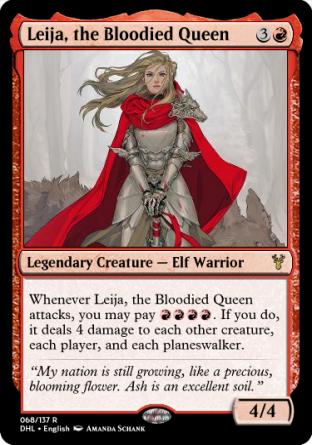 Leija, the Bloodied Queen 3
Legendary Creature — Elf Warrior
Whenever Leija, the Bloodied Queen
attacks, you may pay. If you do,
it deals 4 damage to each other creature,
each player, and each planeswalker.
“My nation is still growing, like a precious,
blooming flower. Ash is an excellent soil.”
4/4
068/137 R
DHL • English AMANDA SCHANK